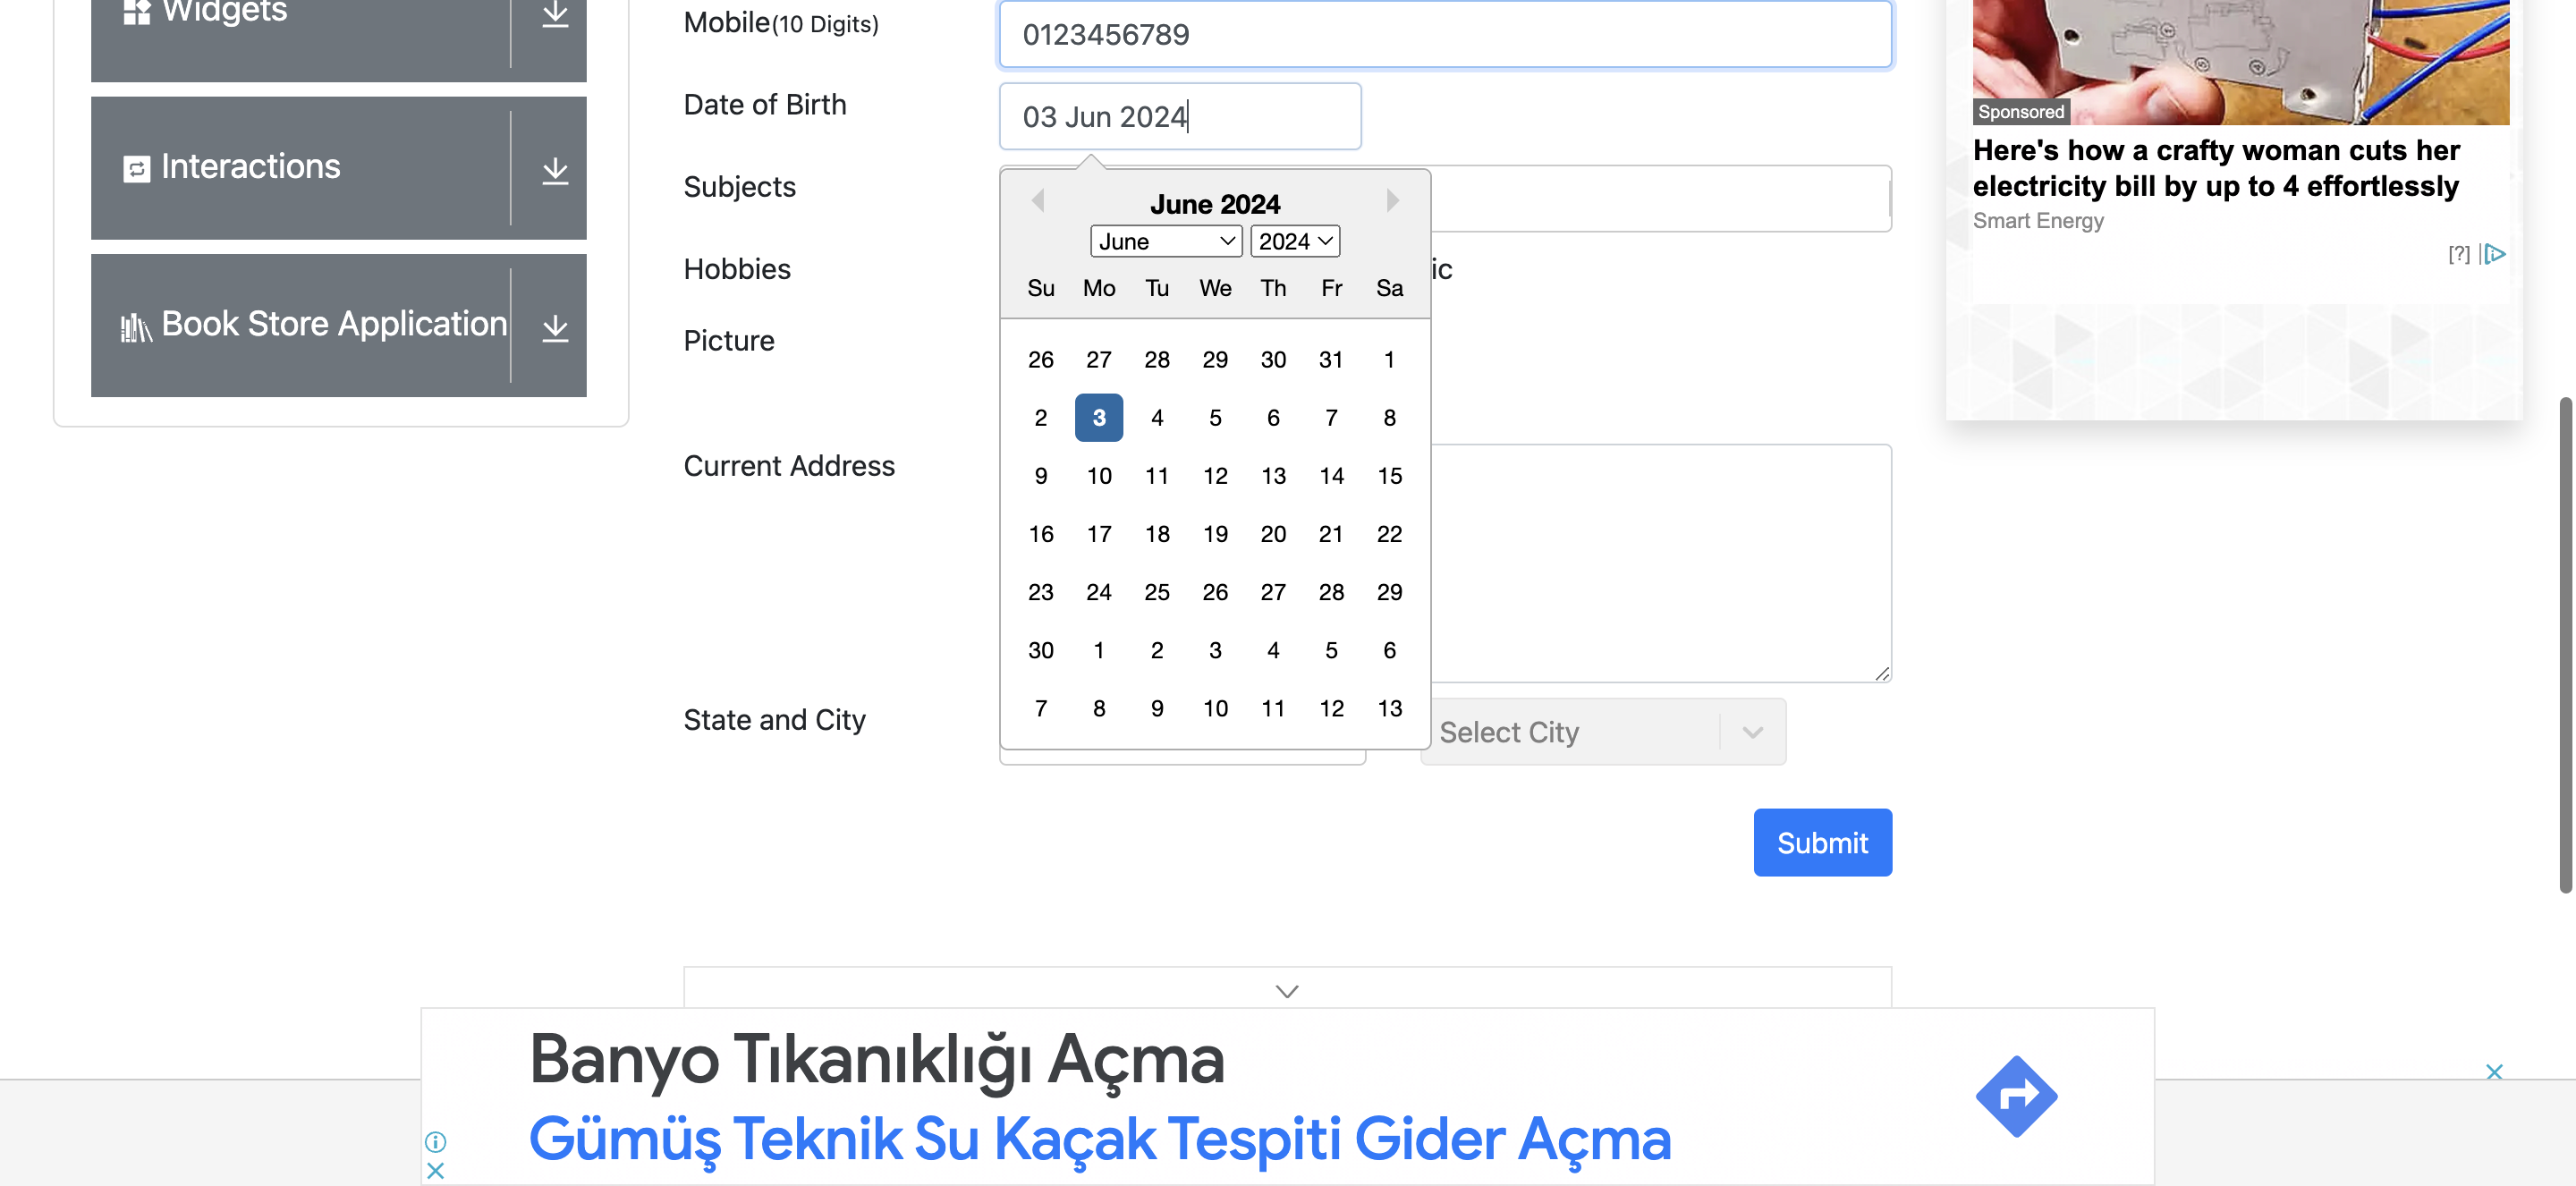 Widgets
Interactions
Book Store Application
Mobile(10 Digits)
0123456789
Date of Birth
03 Jun 2024
Subjects
Hobbies
ic
Picture
Current Address
State and City
June 2024
June 2024
Su Mo Tu We Th Fr Sa
26 27 28 29 30 31 1
2 3 4 5 6 7 8
9 10 11 12 13 14 15
16 17 18 19 20 21 22
23 24 25 26 27 28 29
30 1 2 3 4 5 6
7 8 9 10 11 12 13
Select City
Submit
Sponsored
Here's how a crafty woman cuts her
electricity bill by up to 4 effortlessly
Smart Energy
[?]
Banyo Tıkanıklığı Açma
Gümüş Teknik Su Kaçak Tespiti Gider Açma